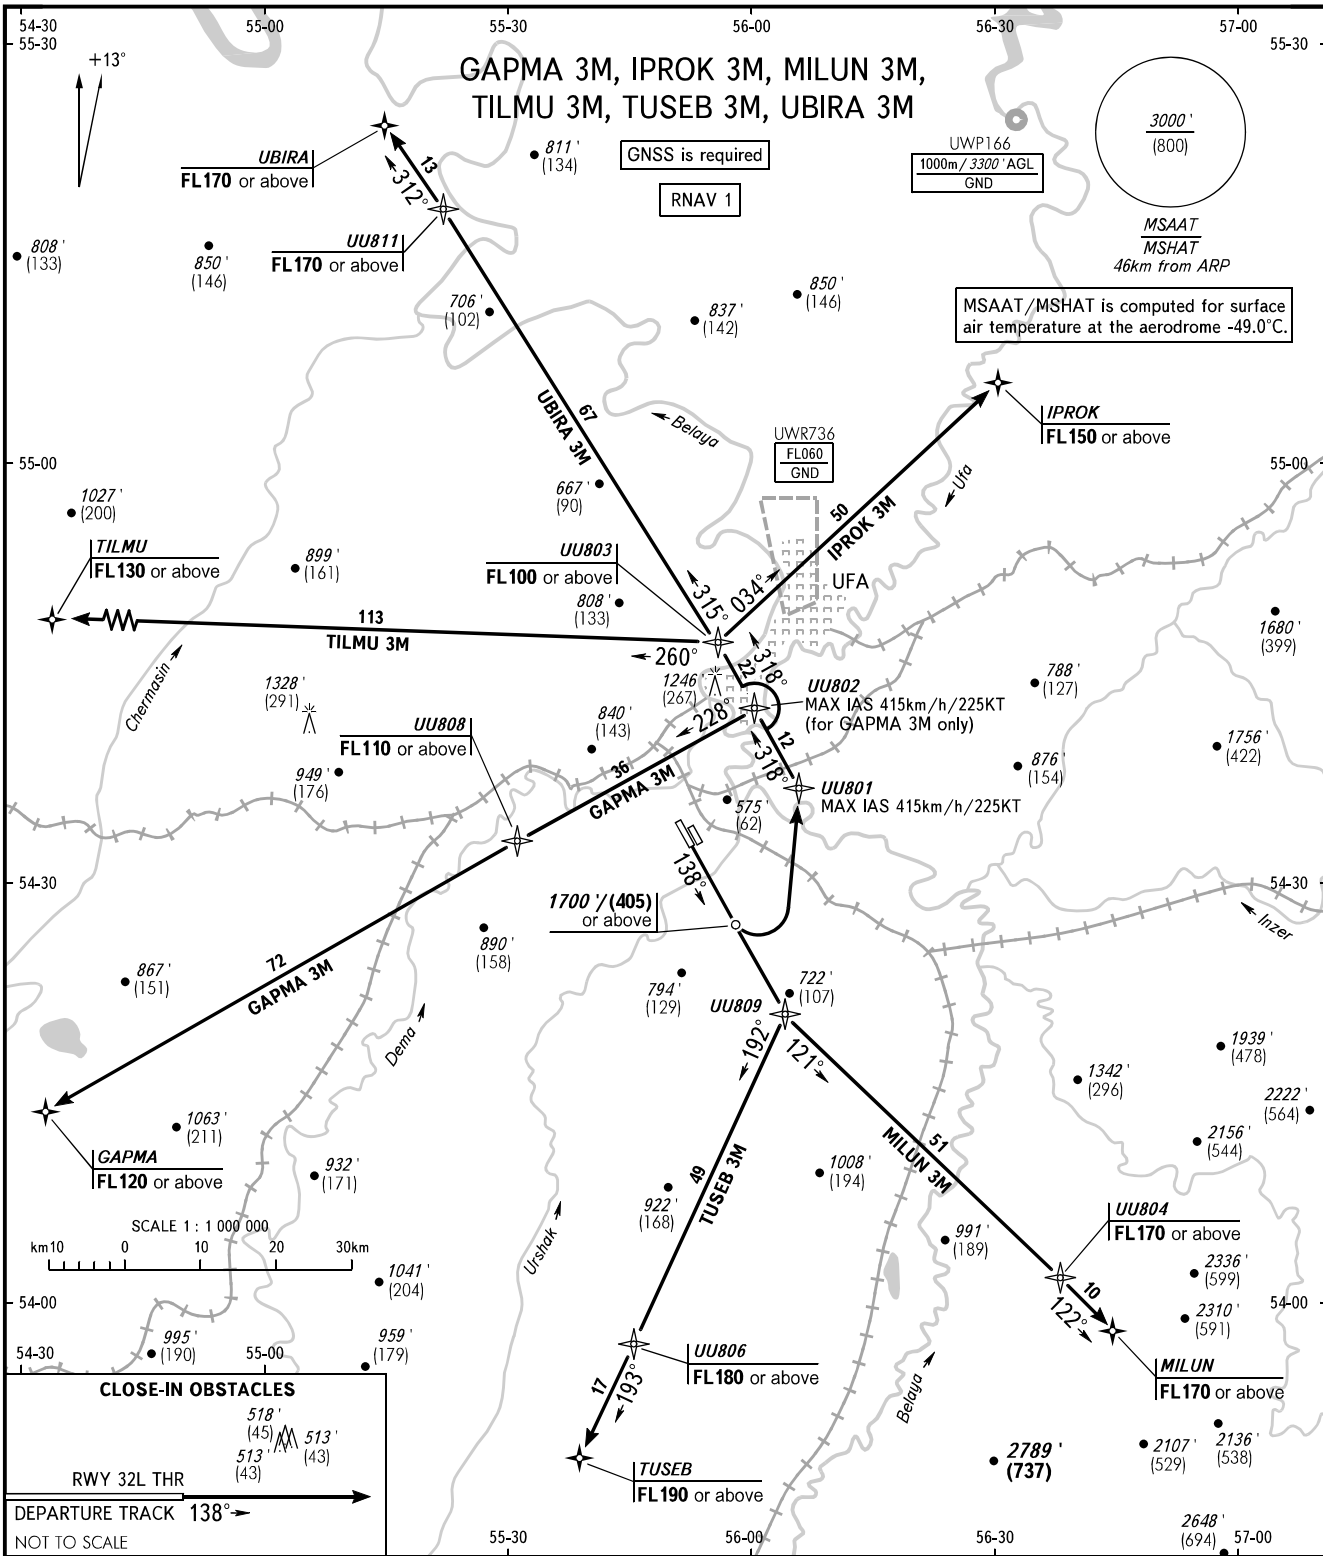 54-30
55-00
55-30
56-00
56-30
57-00
55-30
55-30
+13°
GAPMA 3M, IPROK 3M, MILUN 3M,
TILMU 3M, TUSEB 3M, UBIRA 3M
GNSS is required
RNAV 1
UWP166
1000m/3300' AGL
GND
3000'
(800)
MSAAT
MSHAT
46km from ARP
MSAAT/MSHAT is computed for surface
air temperature at the aerodrome -49.0°C.
UBIRA
FL170 or above
13
312°
811'
(134)
UU811
FL170 or above
808'
(133)
850'
(146)
706'
(102)
837'
(142)
850'
(146)
67
UBIRA 3M
Belaya
UWR736
FL060
GND
IPROK
FL150 or above
55-00
55-00
Ufa
1027'
(200)
667'
(90)
50
IPROK 3M
TILMU
FL130 or above
899'
(161)
UU803
FL100 or above
808'
(133)
315°
034°
UFA
113
TILMU 3M
260°
1680'
(399)
Chermasin
1328'
(291)
1246'
(267)
22
318°
UU802
MAX IAS 415km/h/225KT
(for GAPMA 3M only)
788'
(127)
UU808
FL110 or above
840'
(143)
228°
12
318°
1756'
(422)
876'
(154)
949'
(176)
36
GAPMA 3M
575'
(62)
UU801
MAX IAS 415km/h/225KT
138°
54-30
54-30
1700'/(405)
or above
Inzer
890'
(158)
867'
(151)
72
GAPMA 3M
794'
(129)
722'
(107)
UU809
192°
121°
Dema
1939'
(478)
1342'
(296)
2222'
(564)
1063'
(211)
2156'
(544)
GAPMA
FL120 or above
932'
(171)
51
MILUN 3M
49
TUSEB 3M
1008'
(194)
922'
(168)
SCALE 1 : 1 000 000
km10
0
10
20
30km
Urshak
991'
(189)
UU804
FL170 or above
1041'
(204)
2336'
(599)
10
122°
2310'
(591)
54-00
54-00
995'
(190)
959'
(179)
54-30
55-00
UU806
FL180 or above
MILUN
FL170 or above
17
193°
Belaya
CLOSE-IN OBSTACLES
518'
(45)
513'
(43)
513'
(43)
RWY 32L THR
DEPARTURE TRACK 138°
NOT TO SCALE
TUSEB
FL190 or above
2789'
(737)
2107'
(529)
2136'
(538)
2648'
(694)
55-30
56-00
56-30
57-00